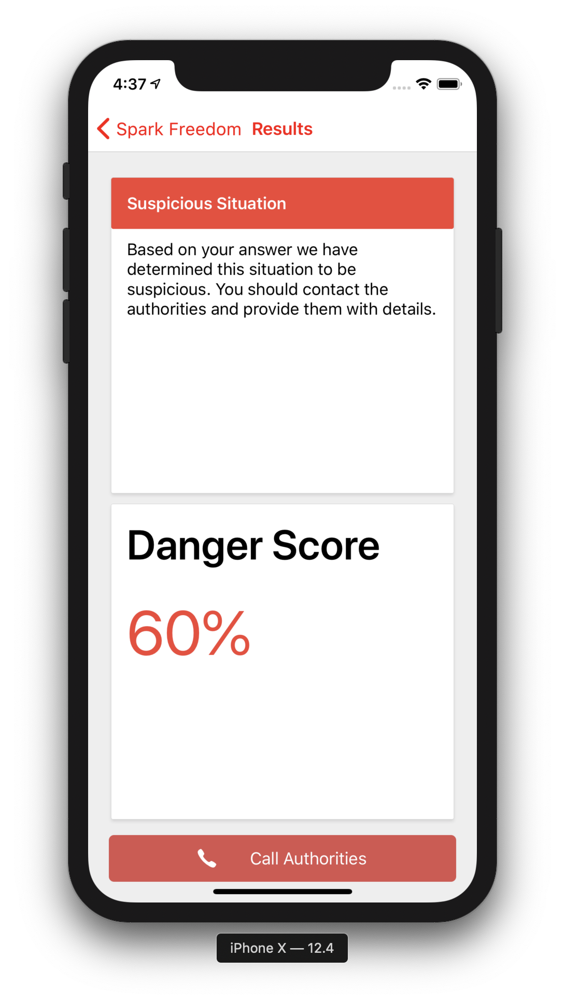 4:37
Spark Freedom Results
Suspicious Situation
Based on your answer we have
determined this situation to be
suspicious. You should contact the
authorities and provide them with details.
Danger Score
60%
Call Authorities
iPhone X — 12.4